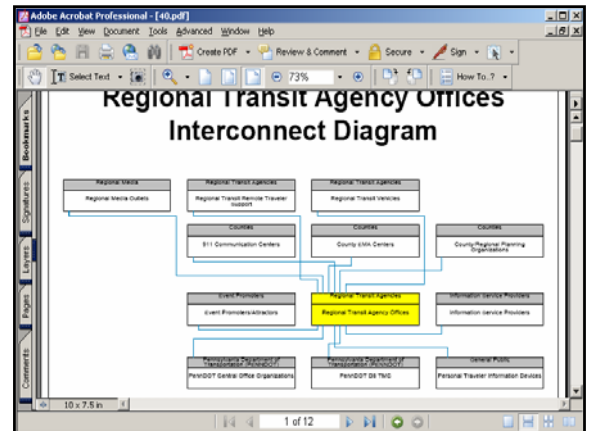 Adobe Acrobat Professional - [40.pdf]
File Edit View Document Tools Advanced Window Help
Create PDF Review & Comment Secure Sign
Select Text 73% How To..?
Bookmarks
Signatures
Layers
Pages
Comments
Regional Transit Agency Offices
Interconnect Diagram
Regional Media
Regional Media Outlets
Regional Transit Agencies
Regional Transit Remote Traveler
Support
Regional Transit Agencies
Regional Transit Vehicles
Counties
911 Communication Centers
Counties
County EMA Centers
Counties
County/Regional Planning
Organizations
Event Promoters
Event Promoters/Attractors
Regional Transit Agencies
Regional Transit Agency Offices
Information Service Providers
Information Service Providers
Pennsylvania Department of
Transportation (PENNDOT)
PennDOT Central Office Organizations
Pennsylvania Department of
Transportation (PENNDOT)
PennDOT D8 TMC
General Public
Personal Traveler Information Devices
10 x 7.5 in
1 of 12